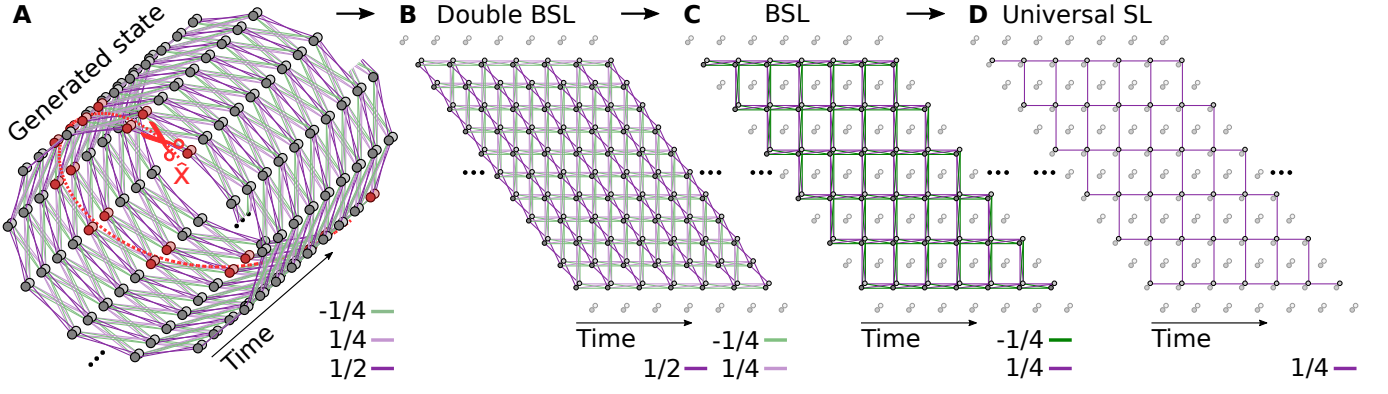 A
B Double BSL
C BSL
D Universal SL
Generated state
x̂
Time
-1/4
1/4
1/2
Time
1/2
-1/4
1/4
Time
-1/4
1/4
Time
1/4